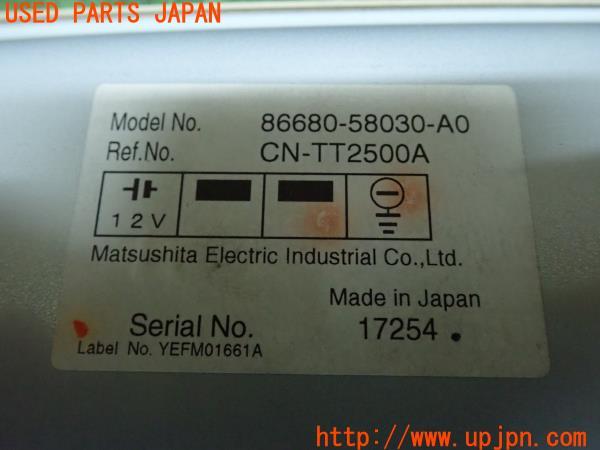 USED PARTS JAPAN
Model No. 86680-58030-A0
Ref.No. CN-TT2500A
12V
Matsushita Electric Industrial Co.,Ltd.
Made in Japan
Serial No. 17254
Label No. YEFM01661A
UPJ http://www.upjpn.com/